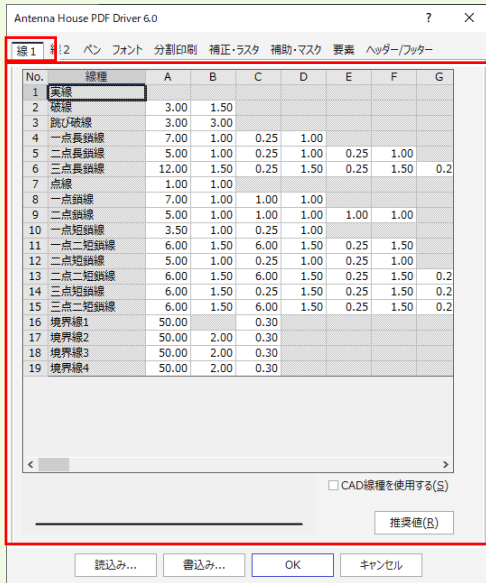 Antenna House PDF Driver 6.0 ? ×
線1 線2 ペン フォント 分割印刷 補正・ラスタ 補助・マスク 要素 ヘッダー/フッター
No. 線種 A B C D E F G
1 実線
2 破線 3.00 1.50
3 跳び破線 3.00 3.00
4 一点長鎖線 7.00 1.00 0.25 1.00
5 二点長鎖線 5.00 1.00 0.25 1.00 0.25 1.00
6 三点長鎖線 12.00 1.50 0.25 1.50 0.25 1.50 0.2
7 点線 1.00 1.00
8 一点鎖線 7.00 1.00 1.00 1.00
9 二点鎖線 5.00 1.00 1.00 1.00 1.00 1.00
10 一点短鎖線 3.50 1.00 0.25 1.00
11 一点二短鎖線 6.00 1.50 6.00 1.50 0.25 1.50
12 二点短鎖線 5.00 1.00 0.25 1.00 0.25 1.00
13 二点二短鎖線 6.00 1.50 6.00 1.50 0.25 1.50 0.2
14 三点短鎖線 6.00 1.50 0.25 1.50 0.25 1.50 0.2
15 三点二短鎖線 6.00 1.50 6.00 1.50 0.25 1.50 0.2
16 境界線1 50.00 0.30
17 境界線2 50.00 2.00 0.30
18 境界線3 50.00 2.00 0.30
19 境界線4 50.00 2.00 0.30
CAD線種を使用する(S)
推奨値(R)
読込み... 書込み... OK キャンセル